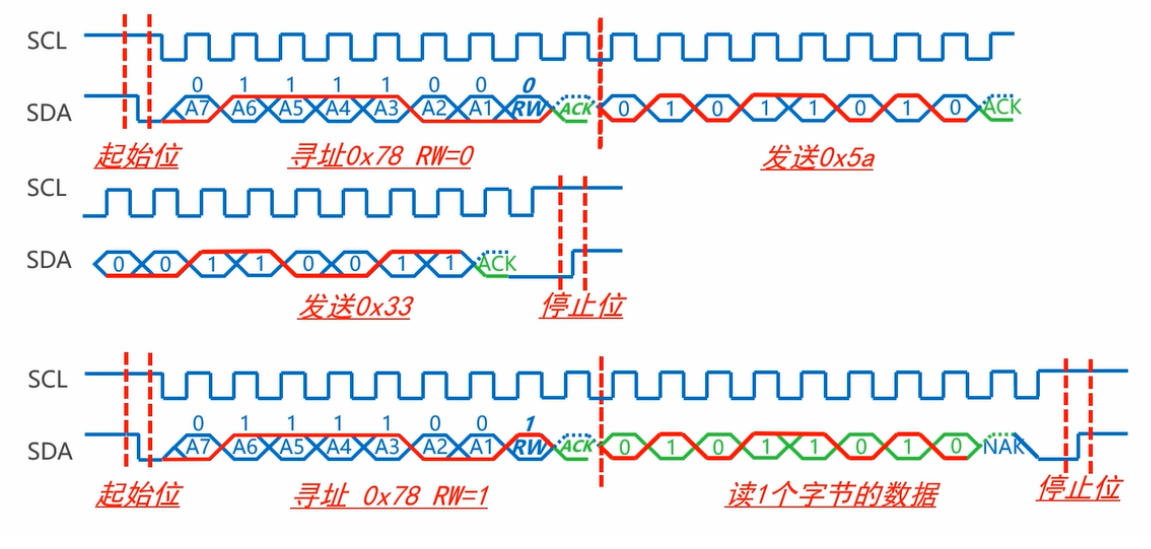 SCL
0 1 1 1 1 0 0 0
SDA A7 A6 A5 A4 A3 A2 A1 RW ACK 0 1 0 1 1 0 1 0 ACK
起始位 寻址0x78 RW=0 发送0x5a
SCL
SDA 0 0 1 1 0 0 1 1 ACK
发送0x33 停止位
SCL
0 1 1 1 1 0 0 1
SDA A7 A6 A5 A4 A3 A2 A1 RW ACK 0 1 0 1 1 0 1 0 NAK
起始位 寻址 0x78 RW=1 读1个字节的数据 停止位